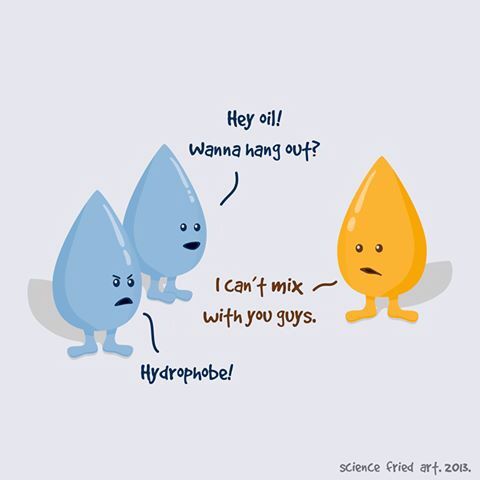 Hey oil!
Wanna hang out?
I can't mix
with you guys.
Hydrophobe!
science fried art. 2013.